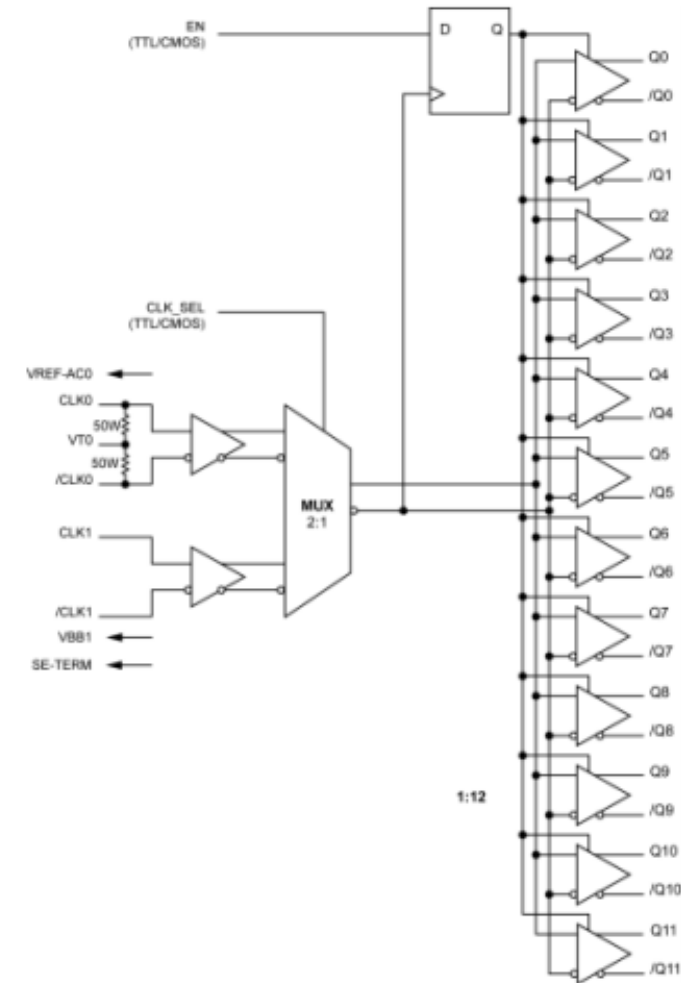 EN
(TTL/CMOS)
D Q
Q0
/Q0
Q1
/Q1
Q2
/Q2
CLK_SEL
(TTL/CMOS)
Q3
/Q3
VREF-AC0
CLK0
50W
VT0
50W
/CLK0
Q4
/Q4
Q5
/Q5
MUX
2:1
CLK1
/CLK1
VBB1
SE-TERM
Q6
/Q6
Q7
/Q7
Q8
/Q8
1:12
Q9
/Q9
Q10
/Q10
Q11
/Q11